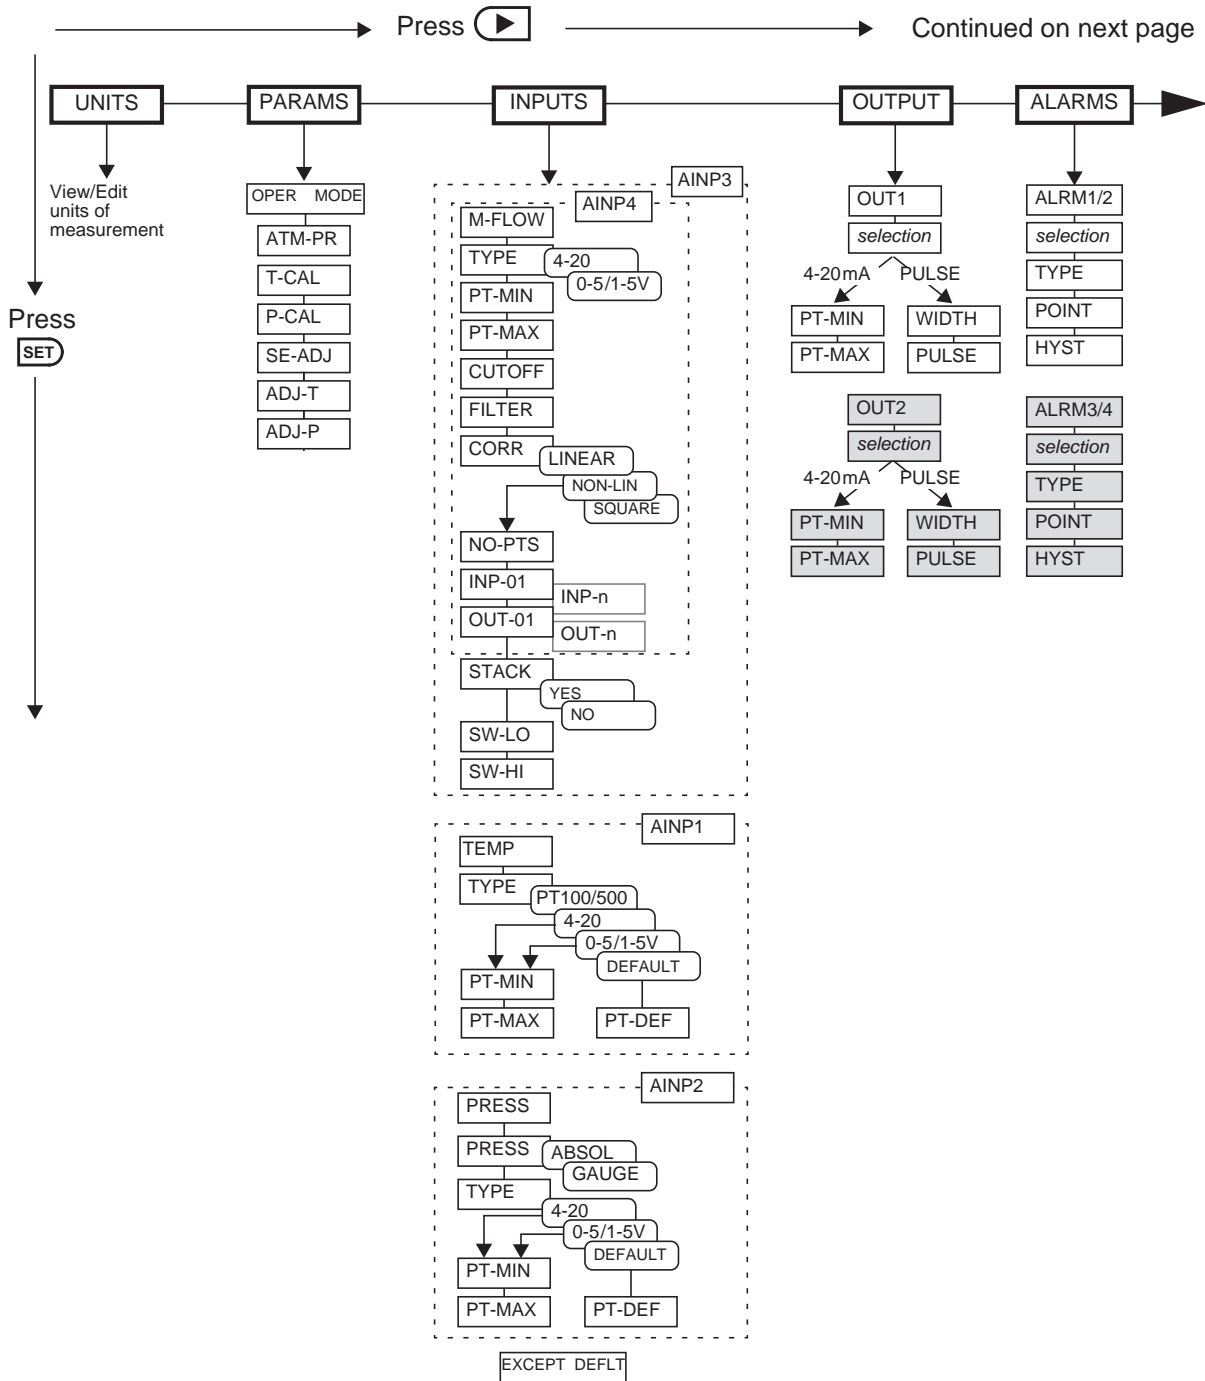 Press
Continued on next page
UNITS
PARAMS
INPUTS
OUTPUT
ALARMS
Press
SET
View/Edit
units of
measurement
OPER MODE
ATM-PR
T-CAL
P-CAL
SE-ADJ
ADJ-T
ADJ-P
AINP3
AINP4
M-FLOW
TYPE
4-20
0-5/1-5V
PT-MIN
PT-MAX
CUTOFF
FILTER
CORR
LINEAR
NON-LIN
SQUARE
NO-PTS
INP-01
INP-n
OUT-01
OUT-n
STACK
YES
NO
SW-LO
SW-HI
AINP1
TEMP
TYPE
PT100/500
4-20
0-5/1-5V
DEFAULT
PT-MIN
PT-MAX
PT-DEF
AINP2
PRESS
PRESS
ABSOL
GAUGE
TYPE
4-20
0-5/1-5V
DEFAULT
PT-MIN
PT-MAX
PT-DEF
EXCEPT DEFLT
OUT1
selection
4-20mA PULSE
PT-MIN WIDTH
PT-MAX PULSE
OUT2
selection
4-20mA PULSE
PT-MIN WIDTH
PT-MAX PULSE
ALRM1/2
selection
TYPE
POINT
HYST
ALRM3/4
selection
TYPE
POINT
HYST